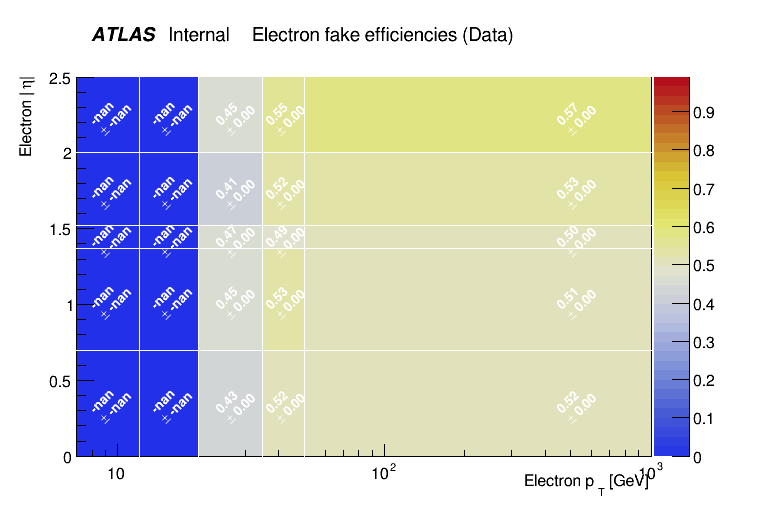 ATLAS Internal Electron fake efficiencies (Data)
Electron | η|
2.5
2
1.5
1
0.5
0
-nan ± -nan
-nan ± -nan
0.45 ± 0.00
0.55 ± 0.00
0.57 ± 0.00
-nan ± -nan
-nan ± -nan
0.41 ± 0.00
0.52 ± 0.00
0.53 ± 0.00
-nan ± -nan
-nan ± -nan
0.47 ± 0.00
0.49 ± 0.00
0.50 ± 0.00
-nan ± -nan
-nan ± -nan
0.45 ± 0.00
0.53 ± 0.00
0.51 ± 0.00
-nan ± -nan
-nan ± -nan
0.43 ± 0.00
0.52 ± 0.00
0.52 ± 0.00
0.9
0.8
0.7
0.6
0.5
0.4
0.3
0.2
0.1
0
10
10²
10³
Electron p_T [GeV]